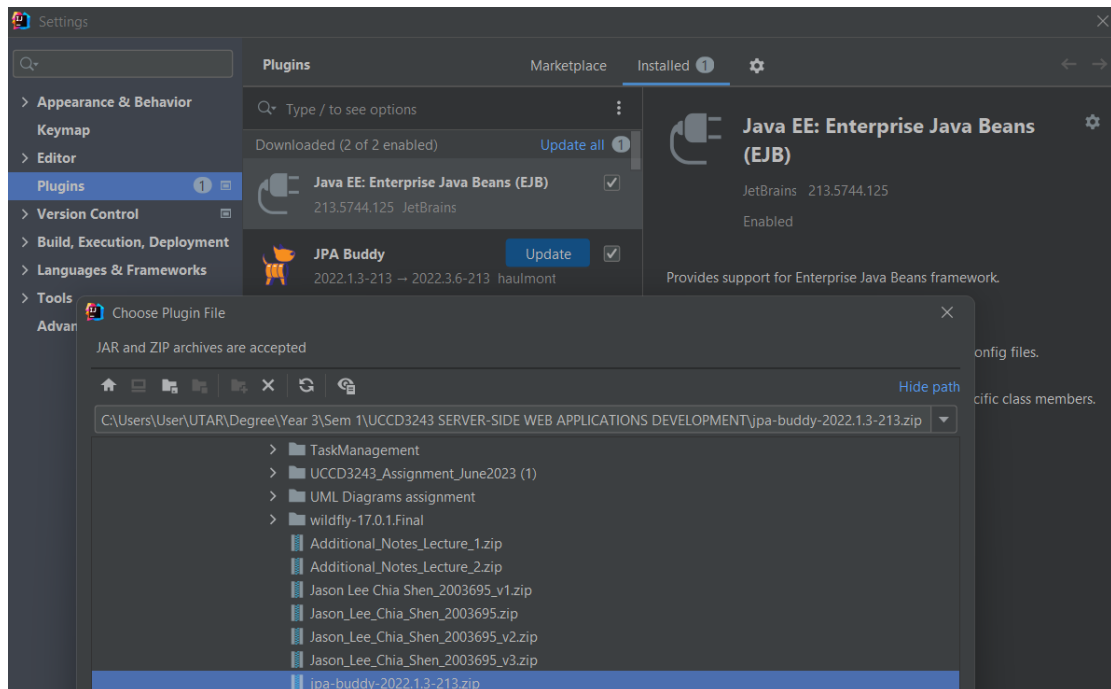 Settings
Plugins Marketplace Installed 1
Appearance & Behavior
Keymap
Editor
Plugins 1
Version Control
Build, Execution, Deployment
Languages & Frameworks
Tools
Advan
Type / to see options
Downloaded (2 of 2 enabled) Update all 1
Java EE: Enterprise Java Beans (EJB)
213.5744.125 JetBrains
JPA Buddy Update
2022.1.3-213 → 2022.3.6-213 haulmont
Java EE: Enterprise Java Beans
(EJB)
JetBrains 213.5744.125
Enabled
Provides support for Enterprise Java Beans framework.
onfig files.
cific class members.
Choose Plugin File
JAR and ZIP archives are accepted
Hide path
C:\Users\User\UTAR\Degree\Year 3\Sem 1\UCCD3243 SERVER-SIDE WEB APPLICATIONS DEVELOPMENT\jpa-buddy-2022.1.3-213.zip
TaskManagement
UCCD3243_Assignment_June2023 (1)
UML Diagrams assignment
wildfly-17.0.1.Final
Additional_Notes_Lecture_1.zip
Additional_Notes_Lecture_2.zip
Jason Lee Chia Shen_2003695_v1.zip
Jason_Lee_Chia_Shen_2003695.zip
Jason_Lee_Chia_Shen_2003695_v2.zip
Jason_Lee_Chia_Shen_2003695_v3.zip
jpa-buddy-2022.1.3-213.zip